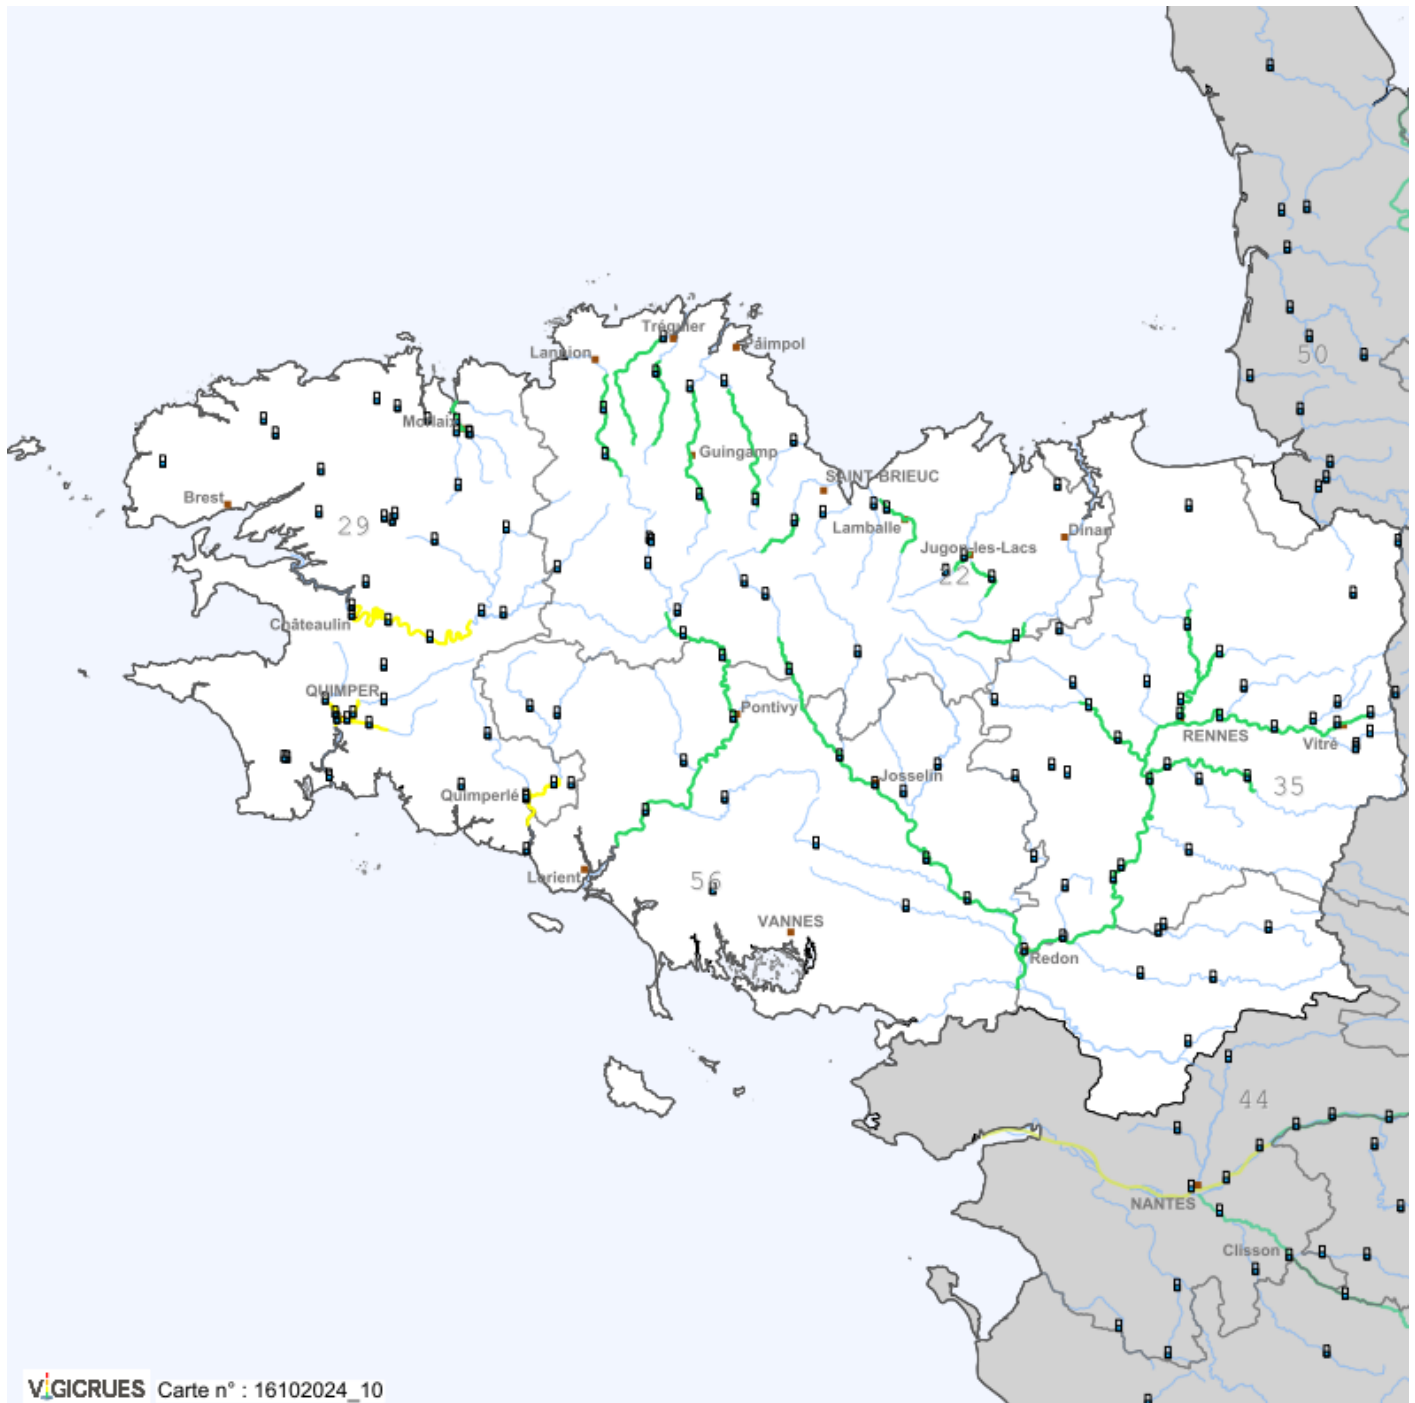 50
Tréguier
Lannion
Paimpol
Morlaix
Guingamp
SAINT-BRIEUC
Brest
29
Lamballe
Dinan
Jugon-les-Lacs
22
Châteaulin
QUIMPER
Pontivy
RENNES
Vitré
Josselin
35
Quimperlé
Lorient
56
VANNES
Redon
44
NANTES
Clisson
VIGICRUES Carte n° : 16102024_10